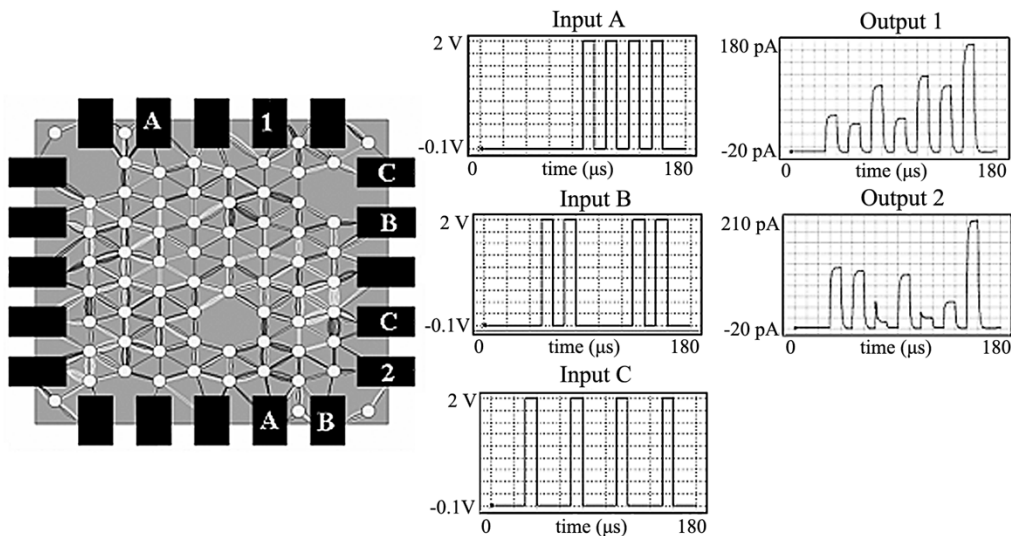 A
1
C
B
C
2
A
B
Input A
2 V
-0.1V
0
time (µs)
180
Input B
2 V
-0.1V
0
time (µs)
180
Input C
2 V
-0.1V
0
time (µs)
180
Output 1
180 pA
-20 pA
0
time (µs)
180
Output 2
210 pA
-20 pA
0
time (µs)
180